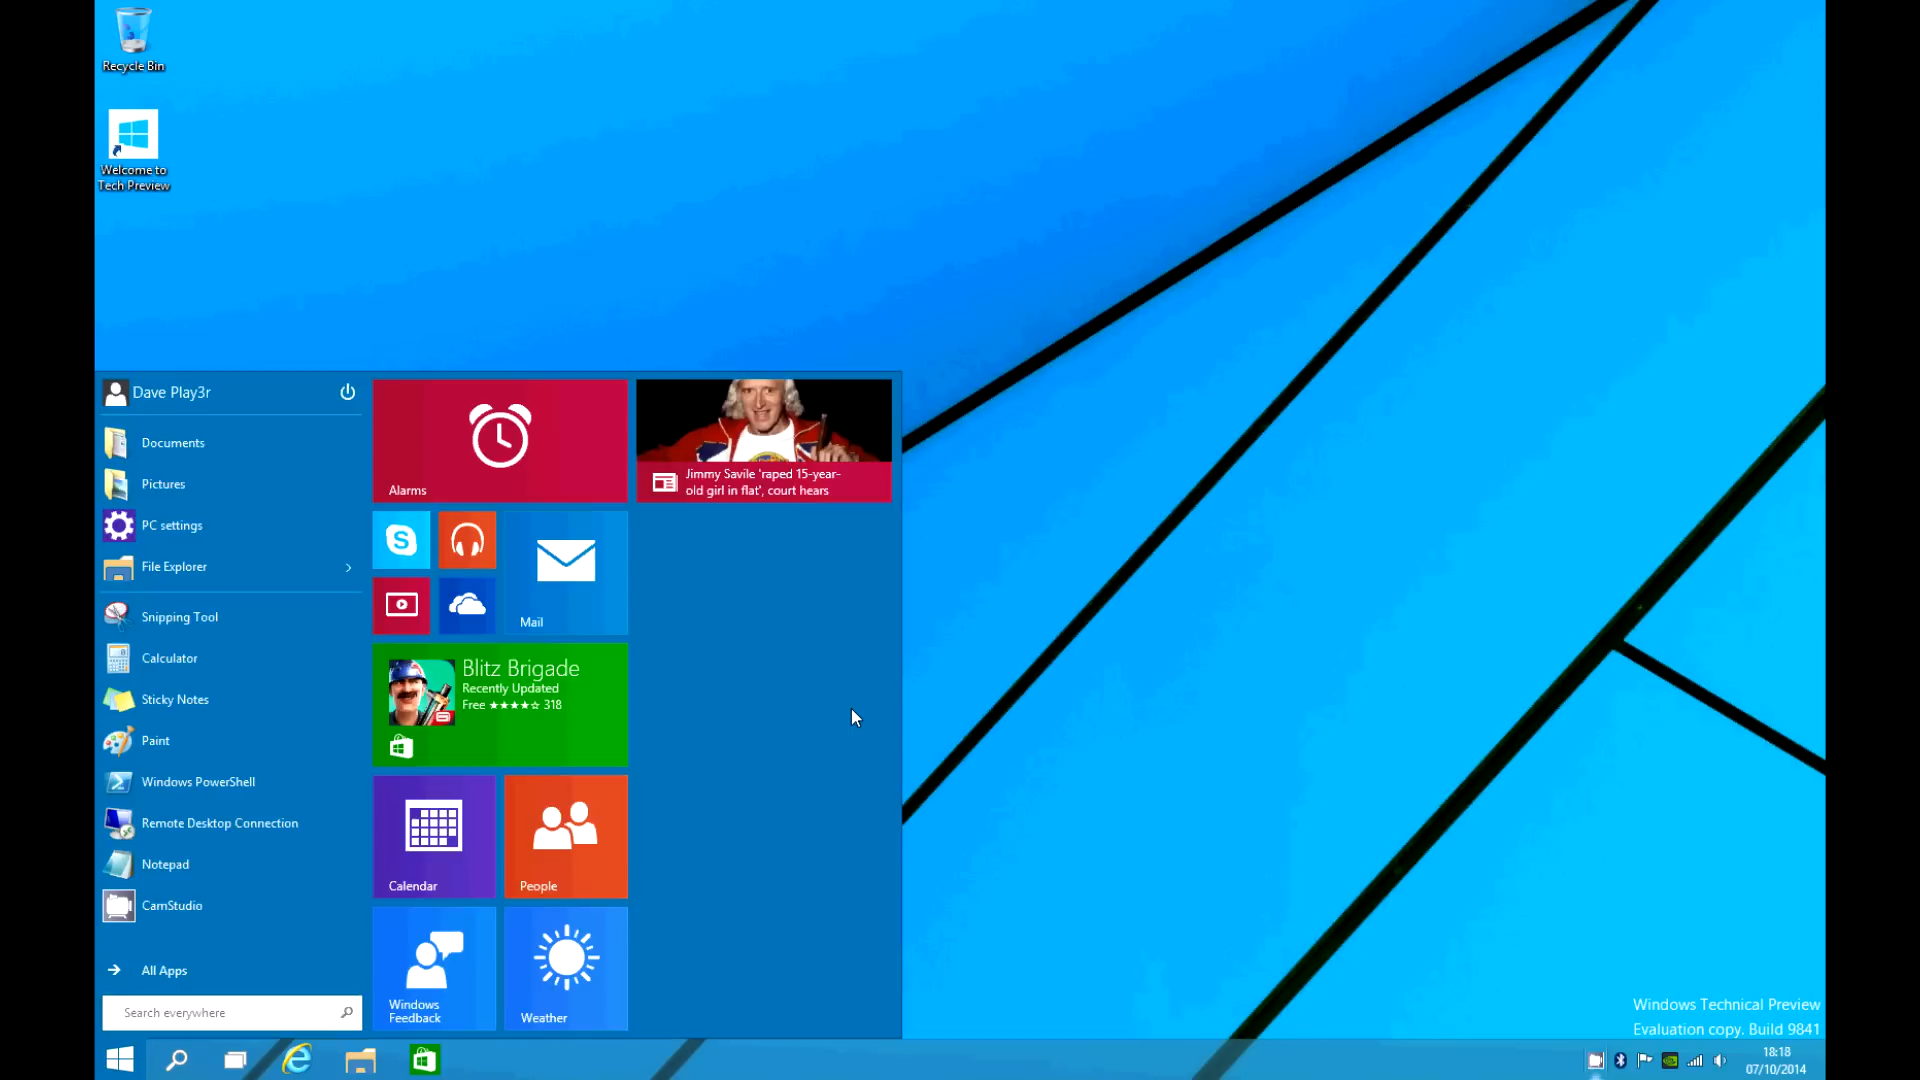 Recycle Bin
Welcome to
Tech Preview
Dave Play3r
Documents
Pictures
PC settings
File Explorer
Snipping Tool
Calculator
Sticky Notes
Paint
Windows PowerShell
Remote Desktop Connection
Notepad
CamStudio
All Apps
Search everywhere
Alarms
Jimmy Savile 'raped 15-year-
old girl in flat', court hears
Mail
Blitz Brigade
Recently Updated
Free ★★★★☆ 318
Calendar
People
Windows
Feedback
Weather
Windows Technical Preview
Evaluation copy. Build 9841
18:18
07/10/2014